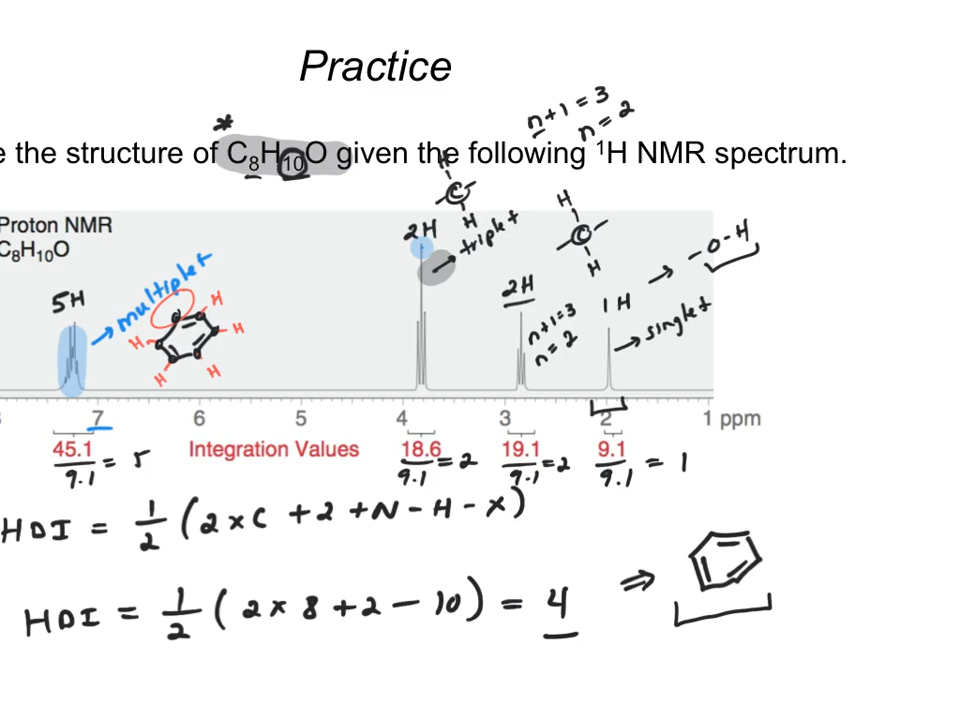 Practice
n+1=3
n=2
*
e the structure of C₈H₁₀O given the following ¹H NMR spectrum.
H
C
H
Proton NMR
C₈H₁₀O
5H
→ multiplet
H
H
H
H
H
2H
→ triplet
H
C
H
2H
n+1=3
n=2
1H
→ singlet
→ -O-H
7 6 5 4 3 2 1 ppm
45.1 Integration Values 18.6 19.1 9.1
9.1 = 5
9.1 = 2
9.1 = 2
9.1 = 1
HDI = 1/2 (2×C +2 +N -H -X)
HDI = 1/2 (2×8+2-10) = 4 ⇒